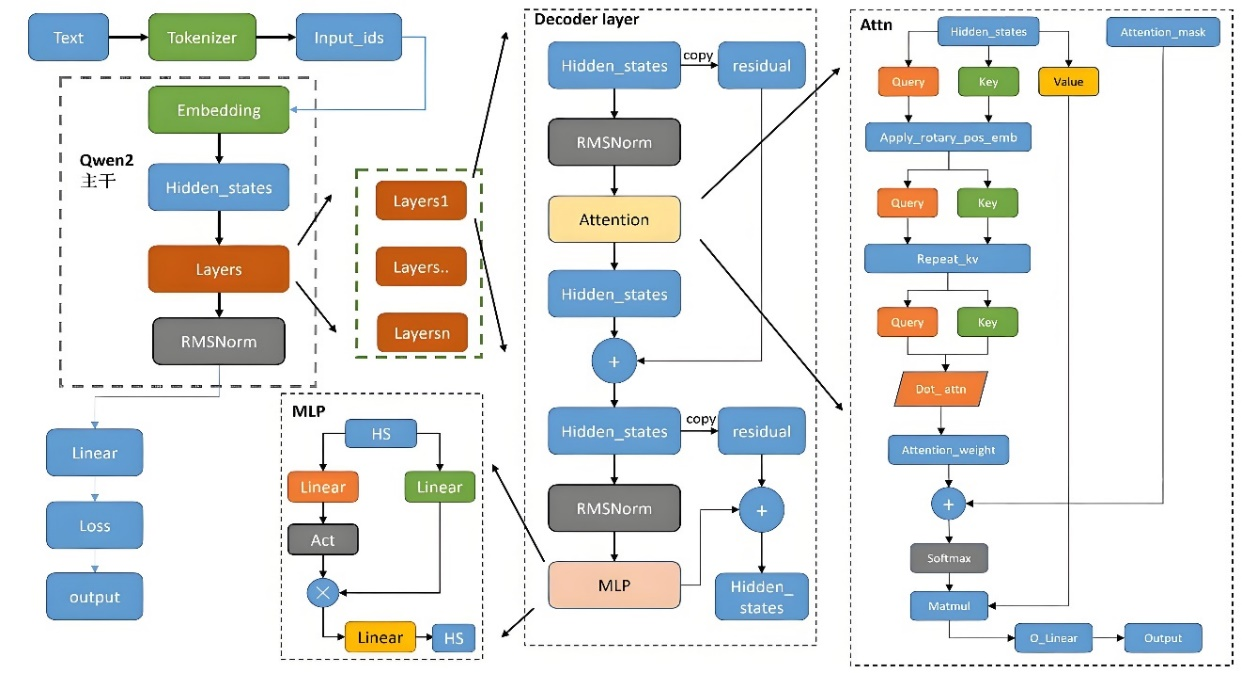 Text
Tokenizer
Input_ids
Qwen2
主干
Embedding
Hidden_states
Layers
RMSNorm
Linear
Loss
output
Layers1
Layers..
Layersn
MLP
HS
Linear
Linear
Act
×
Linear
HS
Decoder layer
Hidden_states
copy
residual
RMSNorm
Attention
Hidden_states
+
Hidden_states
copy
residual
RMSNorm
+
MLP
Hidden_
states
Attn
Hidden_states
Attention_mask
Query
Key
Value
Apply_rotary_pos_emb
Query
Key
Repeat_kv
Query
Key
Dot_ attn
Attention_weight
+
Softmax
Matmul
O_Linear
Output